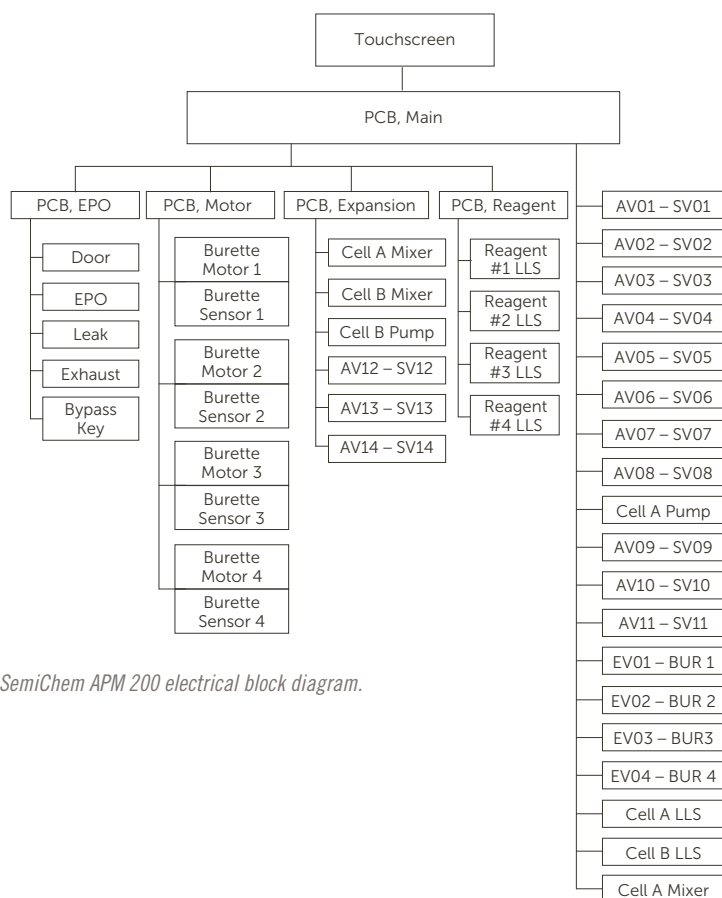 Touchscreen
PCB, Main
PCB, EPO
Door
EPO
Leak
Exhaust
Bypass
Key
PCB, Motor
Burette
Motor 1
Burette
Sensor 1
Burette
Motor 2
Burette
Sensor 2
Burette
Motor 3
Burette
Sensor 3
Burette
Motor 4
Burette
Sensor 4
PCB, Expansion
Cell A Mixer
Cell B Mixer
Cell B Pump
AV12 – SV12
AV13 – SV13
AV14 – SV14
PCB, Reagent
Reagent
#1 LLS
Reagent
#2 LLS
Reagent
#3 LLS
Reagent
#4 LLS
AV01 – SV01
AV02 – SV02
AV03 – SV03
AV04 – SV04
AV05 – SV05
AV06 – SV06
AV07 – SV07
AV08 – SV08
Cell A Pump
AV09 – SV09
AV10 – SV10
AV11 – SV11
EV01 – BUR 1
EV02 – BUR 2
EV03 – BUR3
EV04 – BUR 4
Cell A LLS
Cell B LLS
Cell A Mixer
SemiChem APM 200 electrical block diagram.